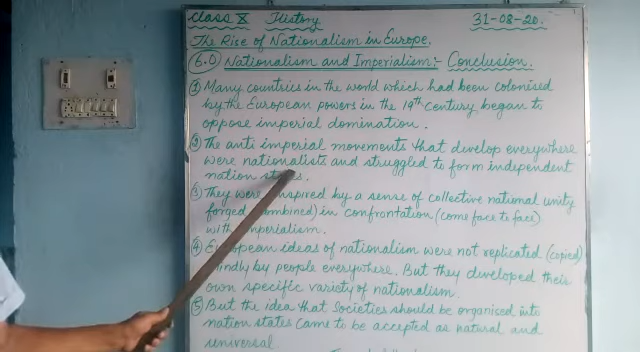 Class X History 31-08-20.
The Rise of Nationalism in Europe.
6.0 Nationalism and Imperialism:- Conclusion.
① Many countries in the world which had been colonised
by the European powers in the 19th century began to
oppose imperial domination.
② The anti imperial movements that develop everywhere
were nationalists and struggled to form independent
nation
③ They were inspired by a sense of collective national unity
forged (combined) in confrontation (come face to face)
with imperialism.
④ European ideas of nationalism were not replicated (copied)
by people everywhere. But they developed their
own specific variety of nationalism.
⑤ But the idea that Societies should be organised into
nation states came to be accepted as natural and
universal